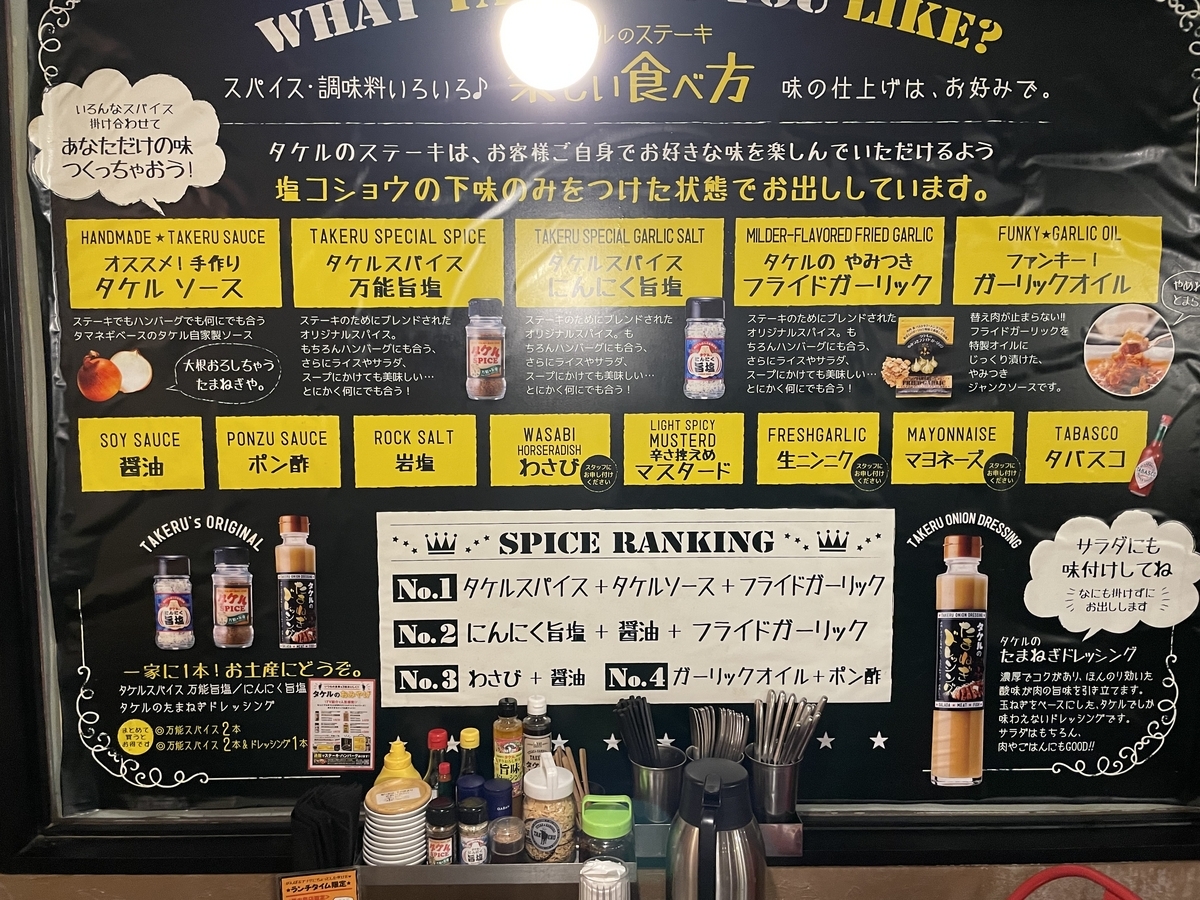 WHAT
YOU LIKE?
ルのステーキ
スパイス・調味料いろいろ♪
楽しい食べ方
味の仕上げは、お好みで。
いろんなスパイス
掛け合わせて
あなただけの味
つくっちゃおう!
タケルのステーキは、お客様ご自身でお好きな味を楽しんでいただけるよう
塩コショウの下味のみをつけた状態でお出ししています。
HANDMADE★TAKERU SAUCE
オススメ!手作り
タケル ソース
ステーキでもハンバーグでも何にでも合う
タマネギベースのタケル自家製ソース
大根おろしちゃう
たまねぎや。
TAKERU SPECIAL SPICE
タケルスパイス
万能旨塩
ステーキのためにブレンドされた
オリジナルスパイス。も
もちろんハンバーグにも合う、
さらにライスやサラダ、
スープにかけても美味しい…
とにかく何にでも合う!
TAKERU SPECIAL GARLIC SALT
タケルスパイス
にんにく旨塩
ステーキのためにブレンドされた
オリジナルスパイス。も
ちろんハンバーグにも合う、
さらにライスやサラダ、
スープにかけても美味しい…
とにかく何にでも合う!
MILDER-FLAVORED FRIED GARLIC
タケルの やみつき
フライドガーリック
ステーキのためにブレンドされた
オリジナルスパイス。も
ちろんハンバーグにも合う、
さらにライスやサラダ、
スープにかけても美味しい…
とにかく何にでも合う!
FUNKY★GARLIC OIL
ファンキー!
ガーリックオイル
替え肉が止まらない!!
フライドガーリックを
特製オイルに
じっくり漬けた、
やみつき
ジャンクソースです。
SOY SAUCE
醤油
PONZU SAUCE
ポン酢
ROCK SALT
岩塩
WASABI
HORSERADISH
わさび
スタッフに
お申し付け
ください
LIGHT SPICY
MUSTERD
辛さ控えめ
マスタード
FRESHGARLIC
生ニンニク
スタッフに
お申し付け
ください
MAYONNAISE
マヨネーズ
スタッフに
お申し付け
ください
TABASCO
タバスコ
TAKERU's ORIGINAL
一家に1本!お土産にどうぞ。
タケルスパイス 万能旨塩/にんにく旨塩
タケルのたまねぎドレッシング
まとめて
買うと
お得です
◎万能スパイス2本
◎万能スパイス2本&ドレッシング1本
SPICE RANKING
No.1 タケルスパイス+タケルソース+フライドガーリック
No.2 にんにく旨塩 + 醤油 + フライドガーリック
No.3 わさび + 醤油 No.4 ガーリックオイル+ポン酢
TAKERU ONION DRESSING
サラダにも
味付けしてね
なにも掛けずに
お出しします
タケルの
たまねぎドレッシング
濃厚でコクがあり、ほんのり効いた
酸味が肉の旨味を引き立てます。
玉ねぎをベースにした、タケルでしか
味わえないドレッシングです。
サラダはもちろん、
肉やごはんにもGOOD!!
★ランチタイム限定★